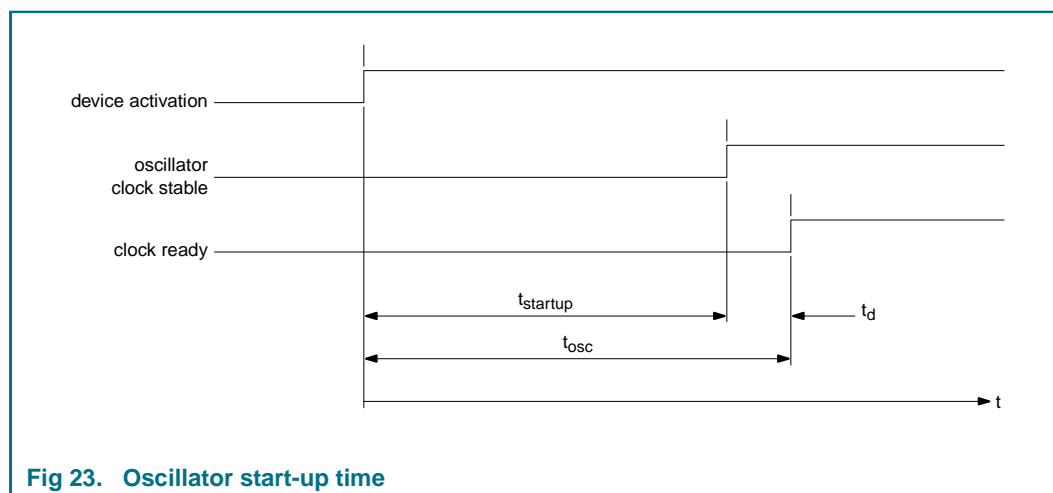 device activation
oscillator
clock stable
clock ready
tstartup
td
tosc
t
Fig 23. Oscillator start-up time